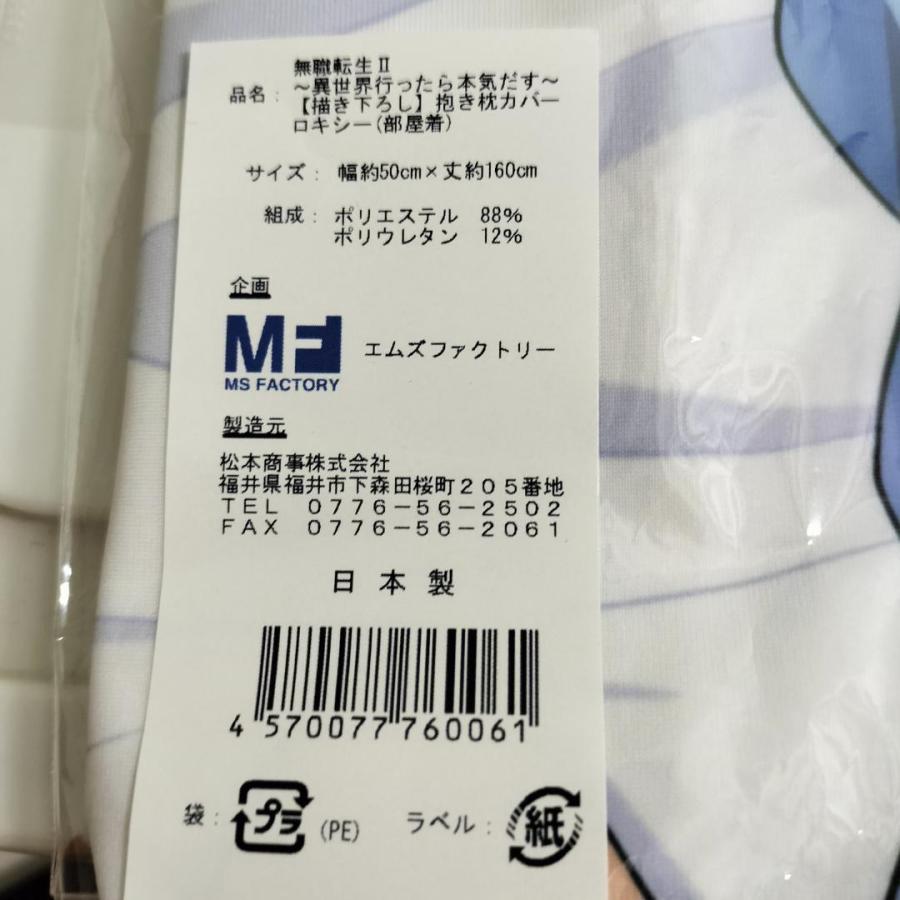 無職転生Ⅱ
品名： ～異世界行ったら本気だす～
【描き下ろし】抱き枕カバー
ロキシー(部屋着)
サイズ： 幅約50cm×丈約160cm
組成： ポリエステル 88%
ポリウレタン 12%
企画
MF
MS FACTORY
エムズファクトリー
製造元
松本商事株式会社
福井県福井市下森田桜町２０５番地
ＴＥＬ ０７７６－５６－２５０２
ＦＡＸ ０７７６－５６－２０６１
日本製
4 570077 760061
袋： プラ (PE) ラベル： 紙